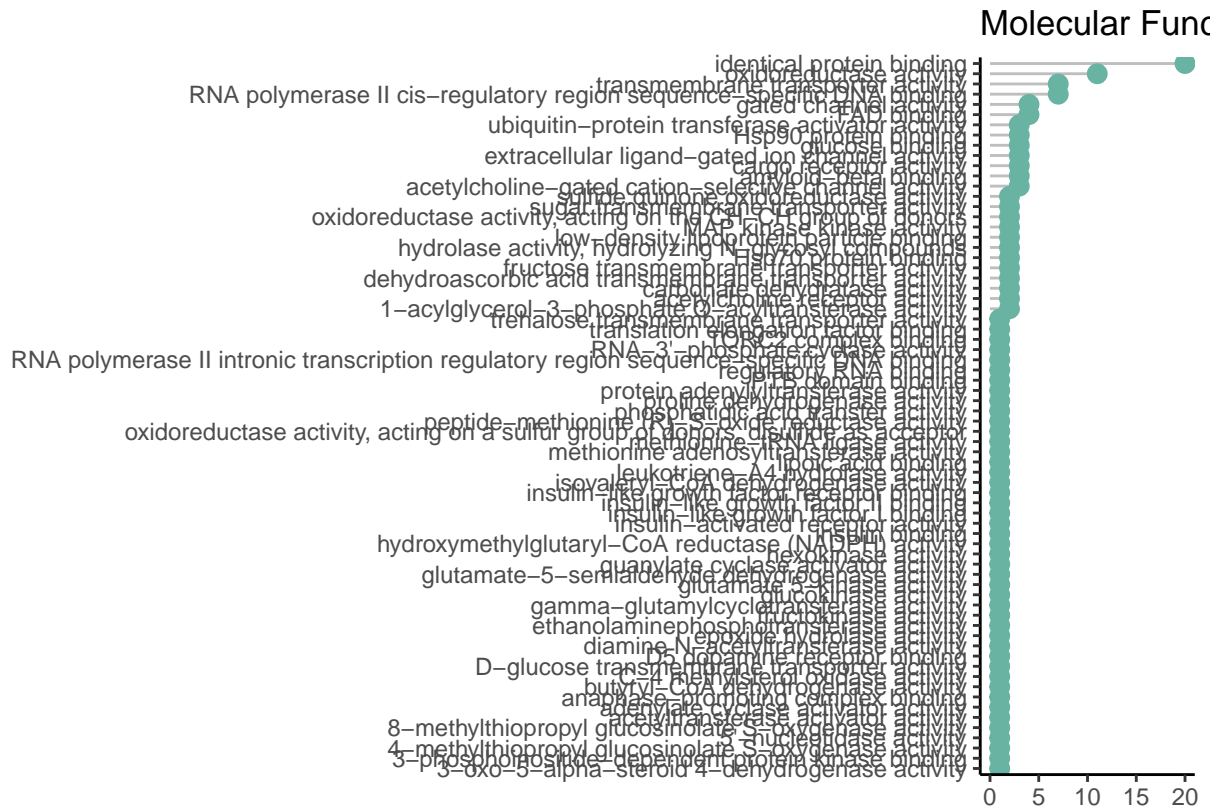 Molecular Func
identical protein binding
oxidoreductase activity
transmembrane transporter activity
RNA polymerase II cis−regulatory region sequence−specific DNA binding
gated channel activity
FAD binding
ubiquitin−protein transferase activator activity
Hsp90 protein binding
glucose binding
extracellular ligand−gated ion channel activity
cargo receptor activity
amyloid−beta binding
acetylcholine−gated cation−selective channel activity
sulfide:quinone oxidoreductase activity
sugar transmembrane transporter activity
oxidoreductase activity, acting on the CH−CH group of donors
MAP kinase kinase activity
low−density lipoprotein particle binding
hydrolase activity, hydrolyzing N−glycosyl compounds
Hsp70 protein binding
fructose transmembrane transporter activity
dehydroascorbic acid transmembrane transporter activity
carbonate dehydratase activity
acetylcholine receptor activity
1−acylglycerol−3−phosphate O−acyltransferase activity
trehalose transmembrane transporter activity
translation elongation factor binding
TORC2 complex binding
RNA−3'−phosphate cyclase activity
RNA polymerase II intronic transcription regulatory region sequence−specific DNA binding
regulatory RNA binding
PTB domain binding
protein adenylyltransferase activity
proline dehydrogenase activity
phosphatidic acid transfer activity
peptide−methionine (R)−S−oxide reductase activity
oxidoreductase activity, acting on a sulfur group of donors, disulfide as acceptor
methionine−tRNA ligase activity
methionine adenosyltransferase activity
lipoic acid binding
leukotriene−A4 hydrolase activity
isovaleryl−CoA dehydrogenase activity
insulin−like growth factor receptor binding
insulin−like growth factor II binding
insulin−like growth factor I binding
insulin−activated receptor activity
insulin binding
hydroxymethylglutaryl−CoA reductase (NADPH) activity
hexokinase activity
guanylate cyclase activator activity
glutamate−5−semialdehyde dehydrogenase activity
glutamate 5−kinase activity
glucokinase activity
gamma−glutamylcyclotransferase activity
fructokinase activity
ethanolaminephosphotransferase activity
epoxide hydrolase activity
diamine N−acetyltransferase activity
D5 dopamine receptor binding
D−glucose transmembrane transporter activity
C−4 methylsterol oxidase activity
butyryl−CoA dehydrogenase activity
anaphase−promoting complex binding
adenylate cyclase activator activity
acetyltransferase activator activity
8−methylthiopropyl glucosinolate S−oxygenase activity
5'−nucleotidase activity
4−methylthiopropyl glucosinolate S−oxygenase activity
3−phosphoinositide−dependent protein kinase binding
3−oxo−5−alpha−steroid 4−dehydrogenase activity
0 5 10 15 20